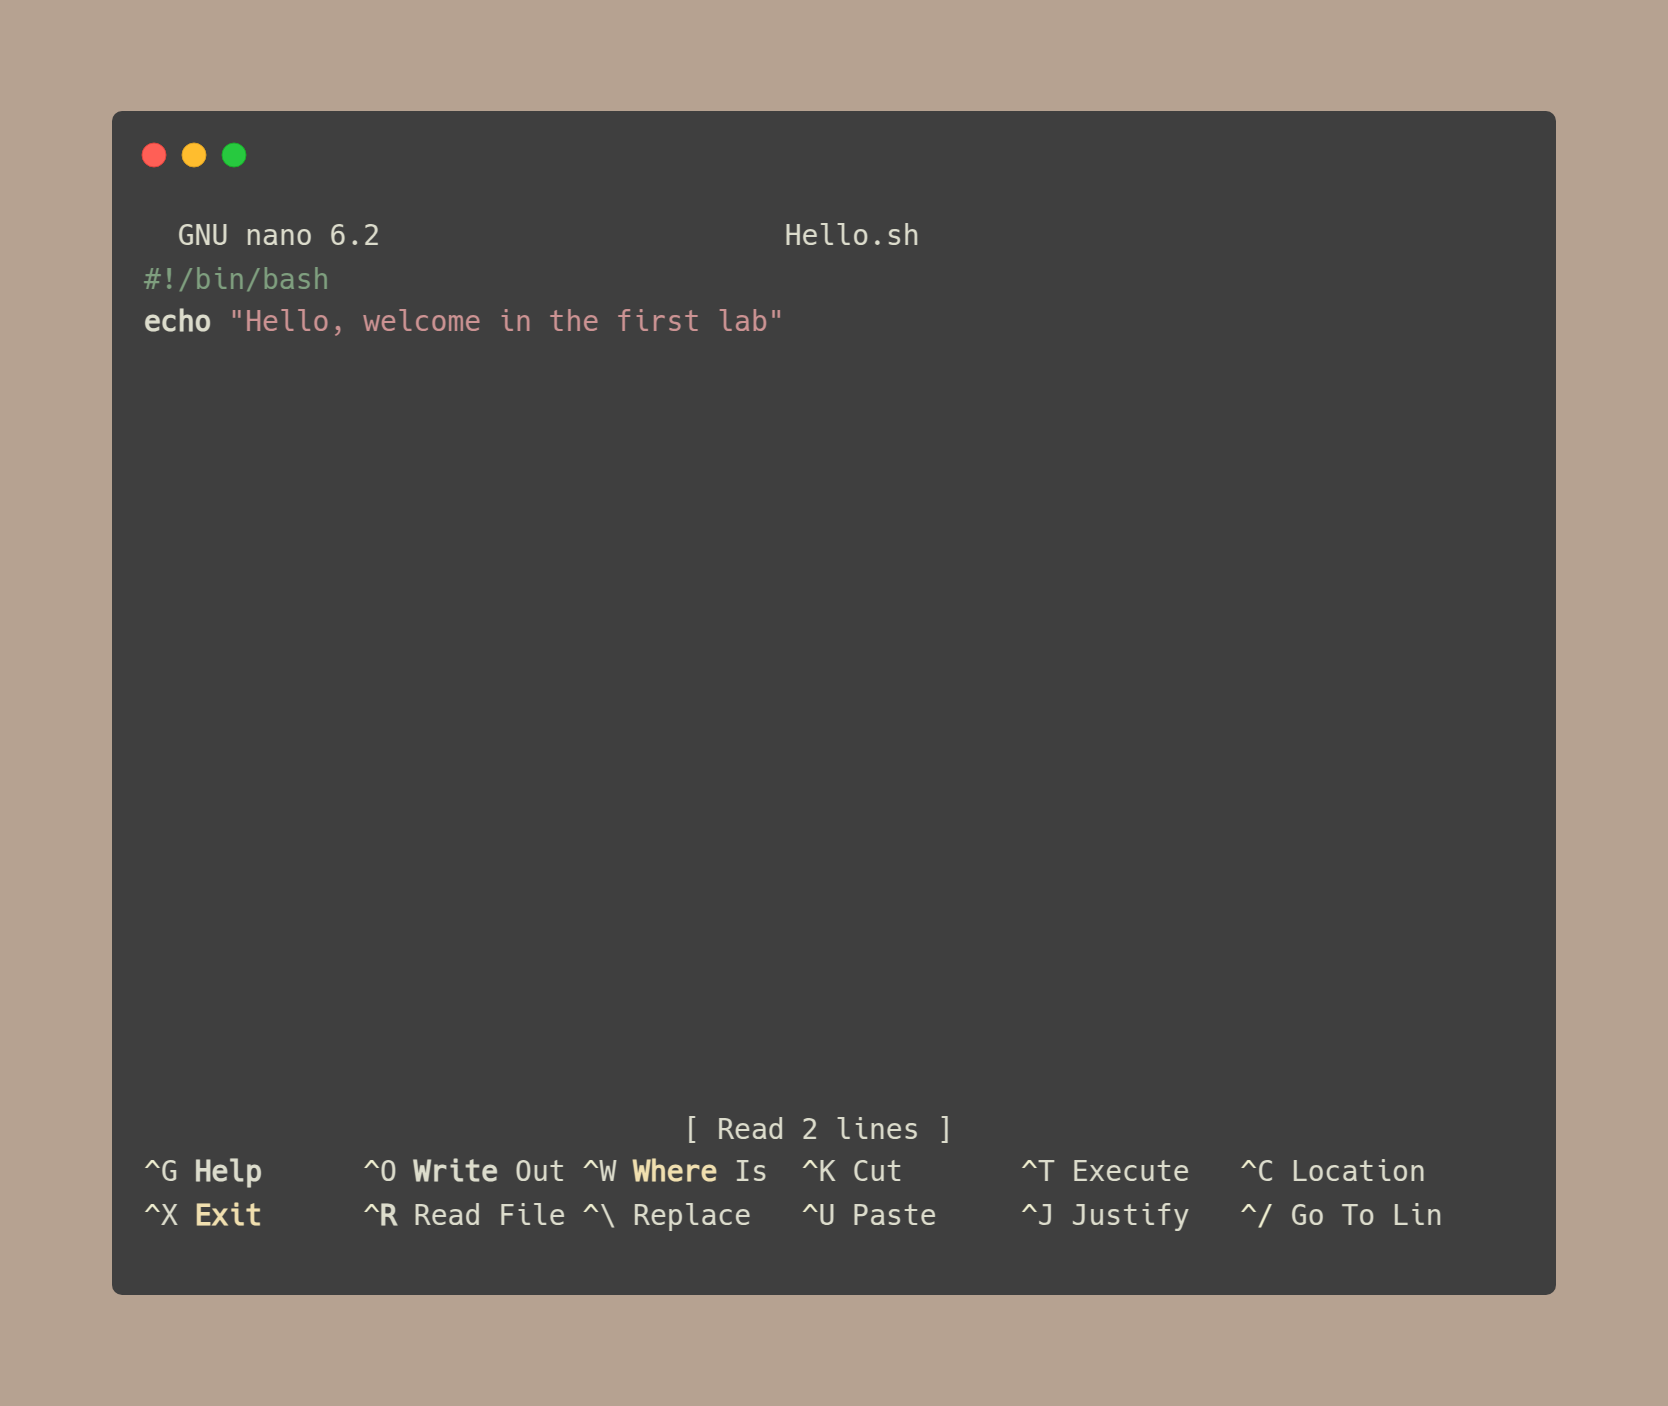 GNU nano 6.2 Hello.sh
#!/bin/bash
echo "Hello, welcome in the first lab"
[ Read 2 lines ]
^G Help ^O Write Out ^W Where Is ^K Cut ^T Execute ^C Location
^X Exit ^R Read File ^\ Replace ^U Paste ^J Justify ^/ Go To Lin